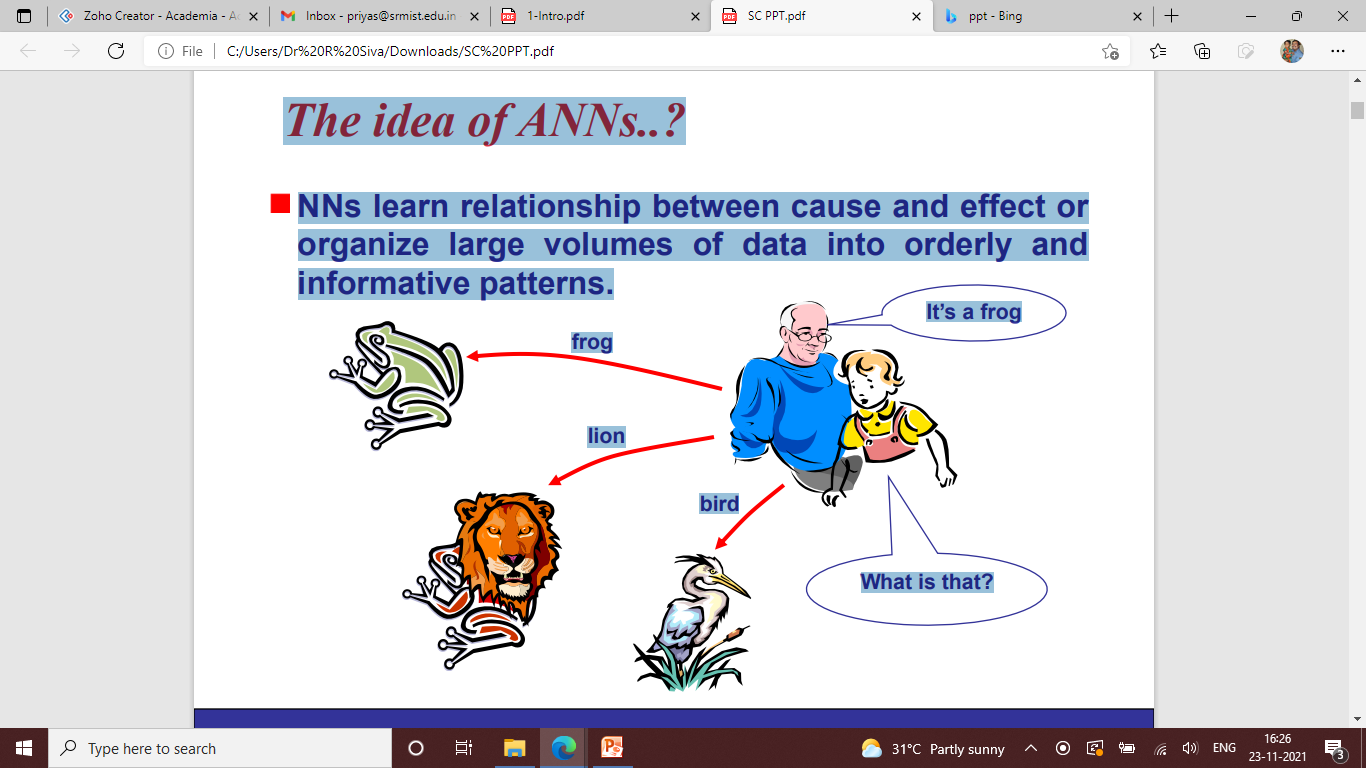 Zoho Creator - Academia - Ac
Inbox - priyas@srmist.edu.in
1-Intro.pdf
SC PPT.pdf
ppt - Bing
File
C:/Users/Dr%20R%20Siva/Downloads/SC%20PPT.pdf
The idea of ANNs..?
NNs learn relationship between cause and effect or
organize large volumes of data into orderly and
informative patterns.
It’s a frog
frog
lion
bird
What is that?
Type here to search
31°C Partly sunny
ENG
16:26
23-11-2021
3